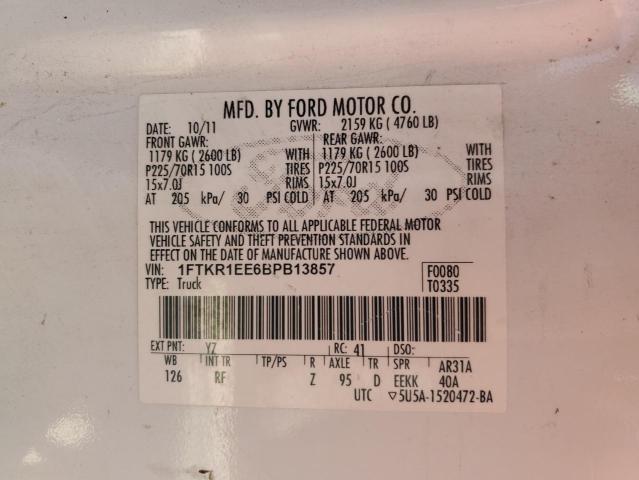 MFD. BY FORD MOTOR CO.
DATE: 10/11 GVWR: 2159 KG ( 4760 LB)
FRONT GAWR: REAR GAWR:
1179 KG ( 2600 LB) WITH 1179 KG ( 2600 LB) WITH
P225/70R15 100S TIRES P225/70R15 100S TIRES
15x7.0J RIMS 15x7.0J RIMS
AT 205 kPa/ 30 PSI COLD AT 205 kPa/ 30 PSI COLD
THIS VEHICLE CONFORMS TO ALL APPLICABLE FEDERAL MOTOR
VEHICLE SAFETY AND THEFT PREVENTION STANDARDS IN
EFFECT ON THE DATE OF MANUFACTURE SHOWN ABOVE.
VIN: 1FTKR1EE6BPB13857 F0080
TYPE: Truck T0335
EXT PNT: YZ RC: 41 DSO:
WB INT TR TP/PS R AXLE TR SPR AR31A
126 RF Z 95 D EEKK 40A
UTC ▽5U5A-1520472-BA